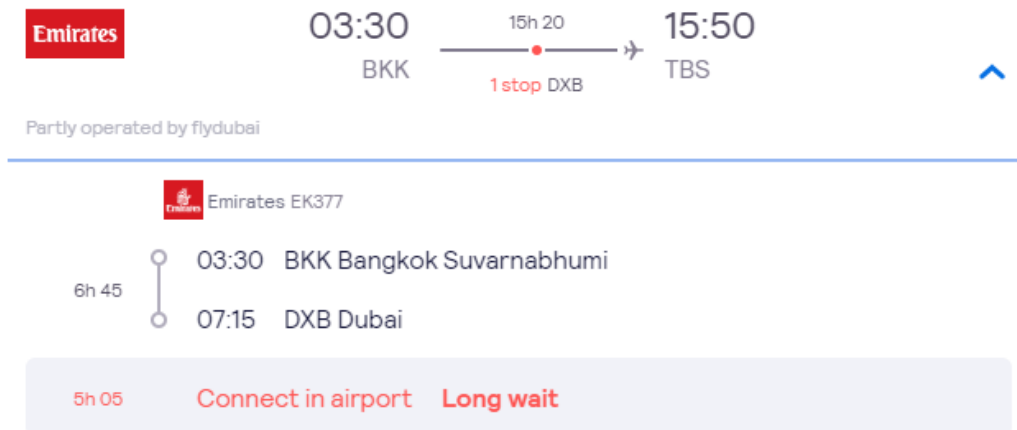 Emirates 03:30 15h 20 15:50
BKK 1 stop DXB TBS
Partly operated by flydubai
Emirates Emirates EK377
03:30 BKK Bangkok Suvarnabhumi
6h 45
07:15 DXB Dubai
5h 05 Connect in airport Long wait